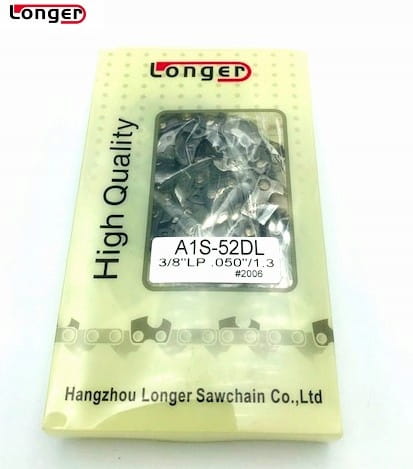 Longer
Longer
High Quality
A1S-52DL
3/8"LP .050"/1.3
#2006
Hangzhou Longer Sawchain Co.,Ltd